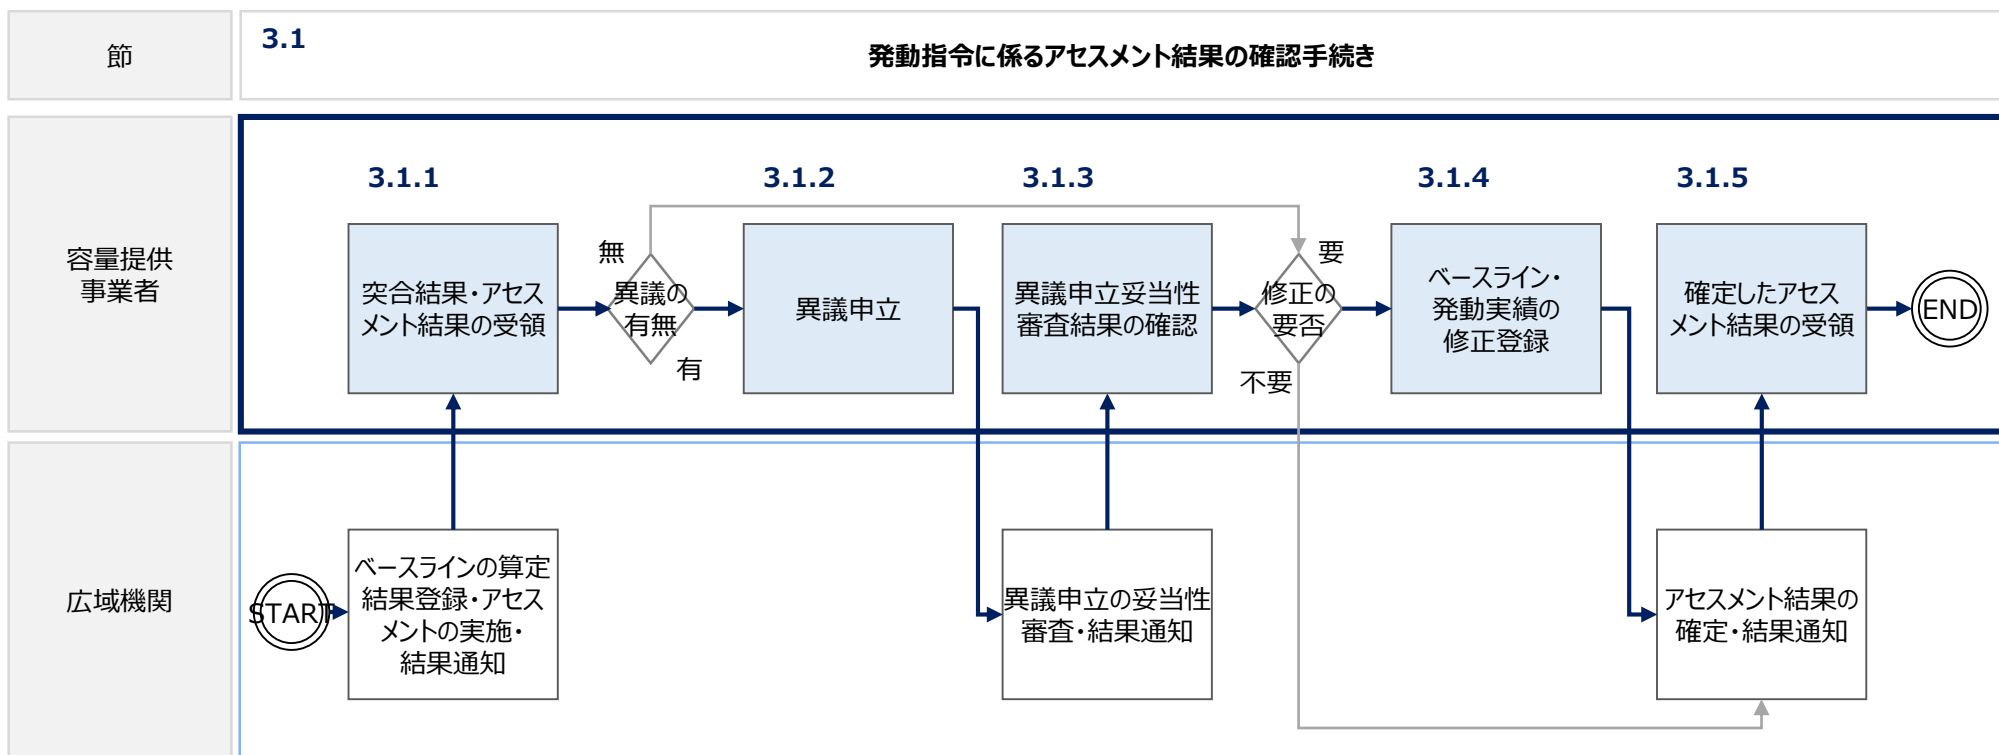 節
3.1
発動指令に係るアセスメント結果の確認手続き
容量提供
事業者
3.1.1
突合結果・アセス
メント結果の受領
無
異議の
有無
有
3.1.2
異議申立
3.1.3
異議申立妥当性
審査結果の確認
要
修正の
要否
不要
3.1.4
ベースライン・
発動実績の
修正登録
3.1.5
確定したアセス
メント結果の受領
END
広域機関
START
ベースラインの算定
結果登録・アセス
メントの実施・
結果通知
異議申立の妥当性
審査・結果通知
アセスメント結果の
確定・結果通知